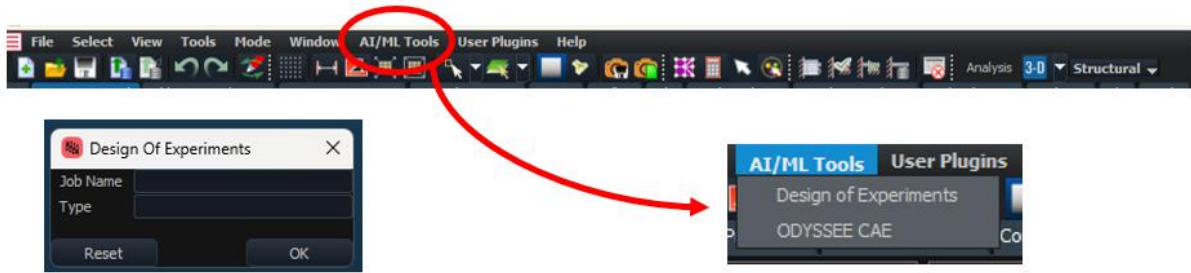 File Select View Tools Mode Window AI/ML Tools User Plugins Help
Analysis 3-D Structural
Design Of Experiments
Job Name
Type
Reset OK
AI/ML Tools User Plugins
Design of Experiments
ODYSSEE CAE
Co